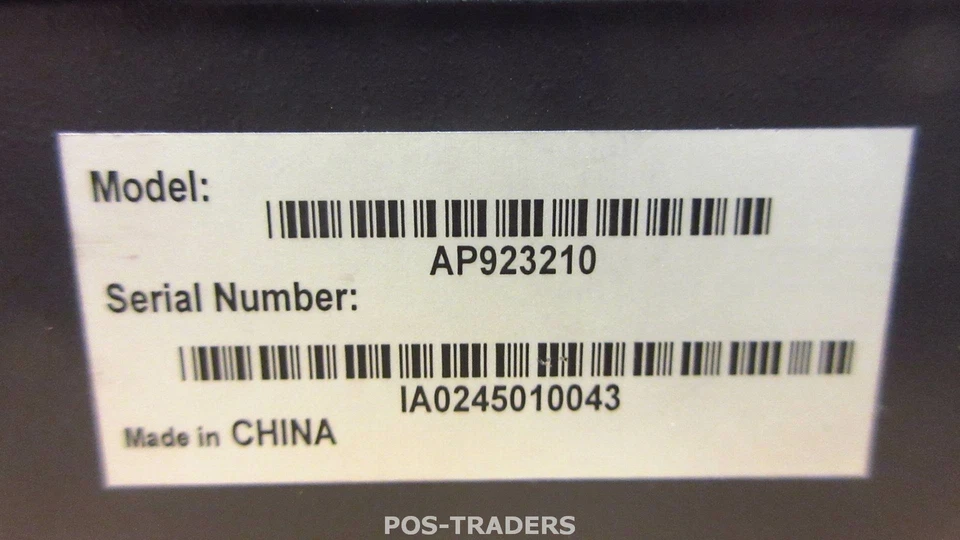 Model:
AP923210
Serial Number:
IA0245010043
Made in CHINA
POS-TRADERS